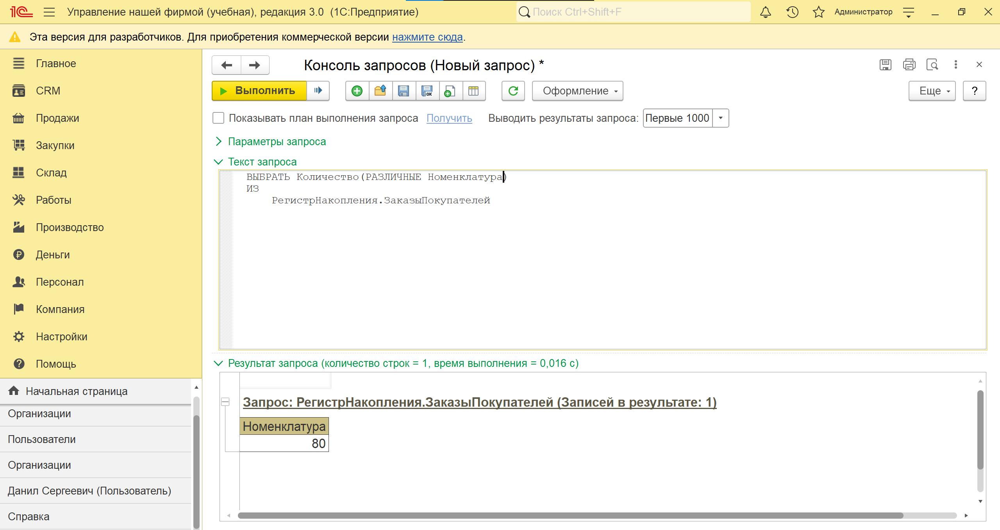 1С Управление нашей фирмой (учебная), редакция 3.0 (1С:Предприятие) Поиск Ctrl+Shift+F Администратор
Эта версия для разработчиков. Для приобретения коммерческой версии нажмите сюда.
Главное
CRM
Продажи
Закупки
Склад
Работы
Производство
Деньги
Персонал
Компания
Настройки
Помощь
Начальная страница
Организации
Пользователи
Организации
Данил Сергеевич (Пользователь)
Справка
Консоль запросов (Новый запрос) *
Выполнить Оформление Еще ?
Показывать план выполнения запроса Получить Выводить результаты запроса: Первые 1000
Параметры запроса
Текст запроса
ВЫБРАТЬ Количество(РАЗЛИЧНЫЕ Номенклатура)
ИЗ
РегистрНакопления.ЗаказыПокупателей
Результат запроса (количество строк = 1, время выполнения = 0,016 с)
Запрос: РегистрНакопления.ЗаказыПокупателей (Записей в результате: 1)
Номенклатура
80